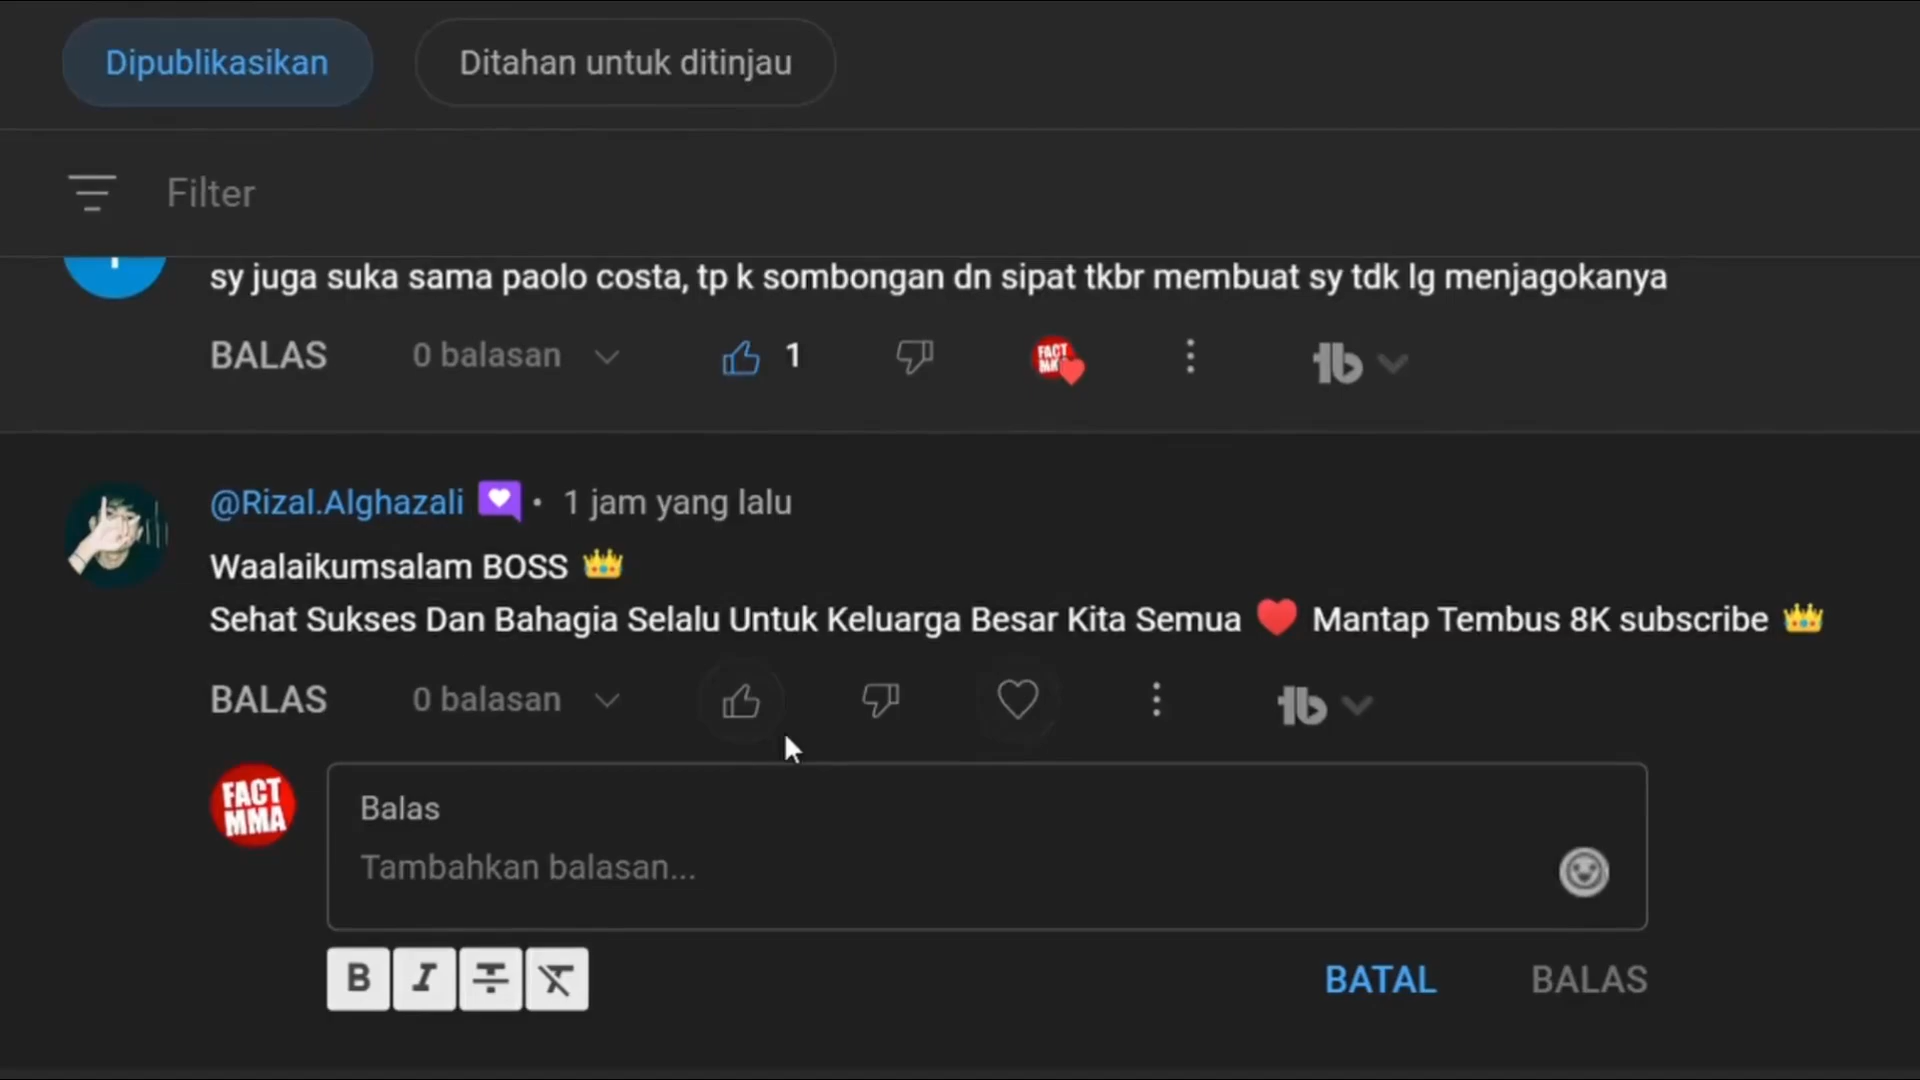 Dipublikasikan Ditahan untuk ditinjau
Filter
sy juga suka sama paolo costa, tp k sombongan dn sipat tkbr membuat sy tdk lg menjagokanya
BALAS 0 balasan 1 FACT MMA
@Rizal.Alghazali • 1 jam yang lalu
Waalaikumsalam BOSS 👑
Sehat Sukses Dan Bahagia Selalu Untuk Keluarga Besar Kita Semua ❤️ Mantap Tembus 8K subscribe 👑
BALAS 0 balasan
FACT
MMA
Balas
Tambahkan balasan...
B I T T
BATAL BALAS